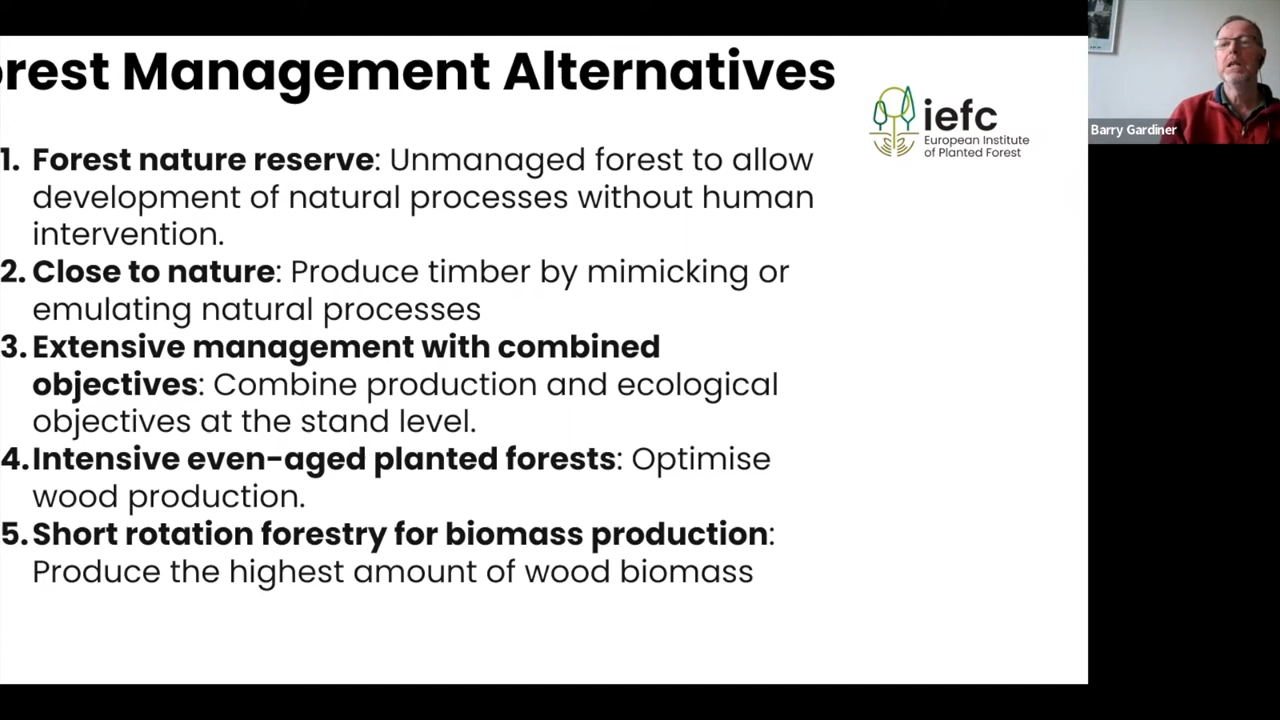 orest Management Alternatives
1. Forest nature reserve: Unmanaged forest to allow
development of natural processes without human
intervention.
2. Close to nature: Produce timber by mimicking or
emulating natural processes
3. Extensive management with combined
objectives: Combine production and ecological
objectives at the stand level.
4. Intensive even-aged planted forests: Optimise
wood production.
5. Short rotation forestry for biomass production:
Produce the highest amount of wood biomass
iefc
European Institute
of Planted Forest
Barry Gardiner